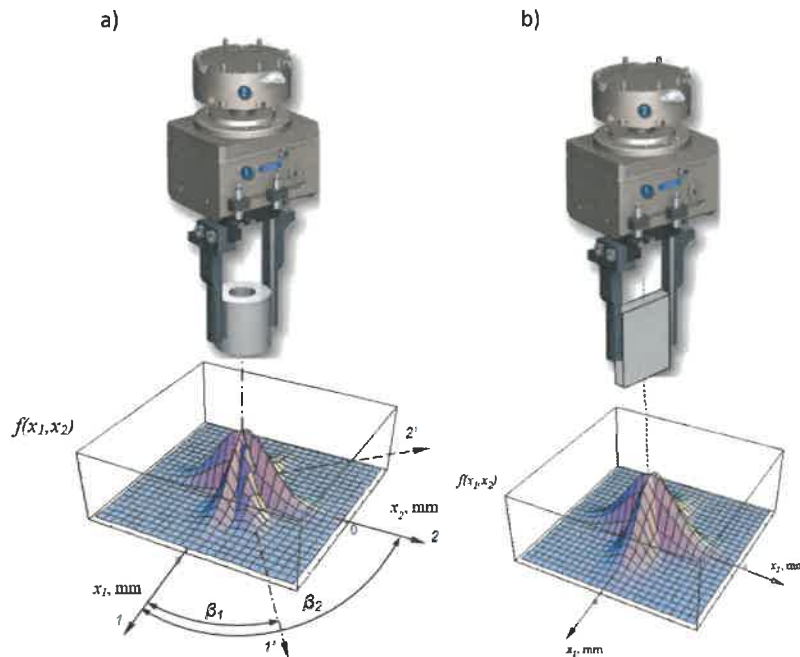 a)
b)
f(x₁,x₂)
2'
x₂, mm
0
2
x₁, mm
1
β₁
β₂
1'
f(x₁,x₂)
x₁, mm
x₁, mm